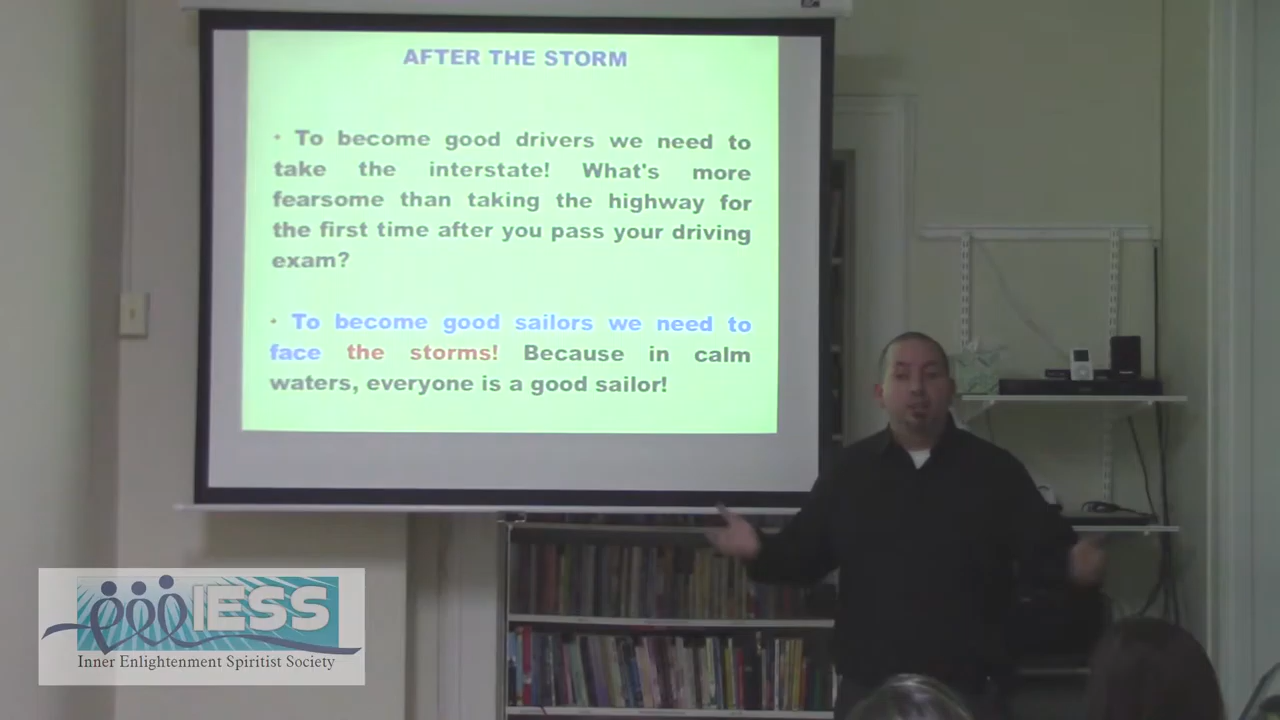 AFTER THE STORM
• To become good drivers we need to
take the interstate! What's more
fearsome than taking the highway for
the first time after you pass your driving
exam?
• To become good sailors we need to
face the storms! Because in calm
waters, everyone is a good sailor!
IESS
Inner Enlightenment Spiritist Society